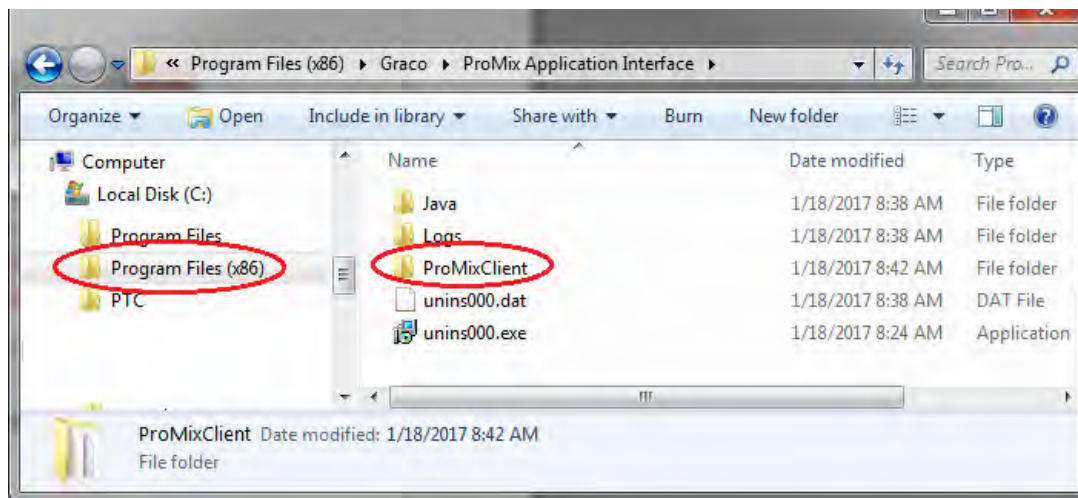 « Program Files (x86) ▸ Graco ▸ ProMix Application Interface ▸ Search Pro...
Organize Open Include in library Share with Burn New folder
Computer
Local Disk (C:)
Program Files
Program Files (x86)
PTC
Name Date modified Type
Java 1/18/2017 8:38 AM File folder
Logs 1/18/2017 8:38 AM File folder
ProMixClient 1/18/2017 8:42 AM File folder
unins000.dat 1/18/2017 8:38 AM DAT File
unins000.exe 1/18/2017 8:24 AM Application
ProMixClient Date modified: 1/18/2017 8:42 AM
File folder